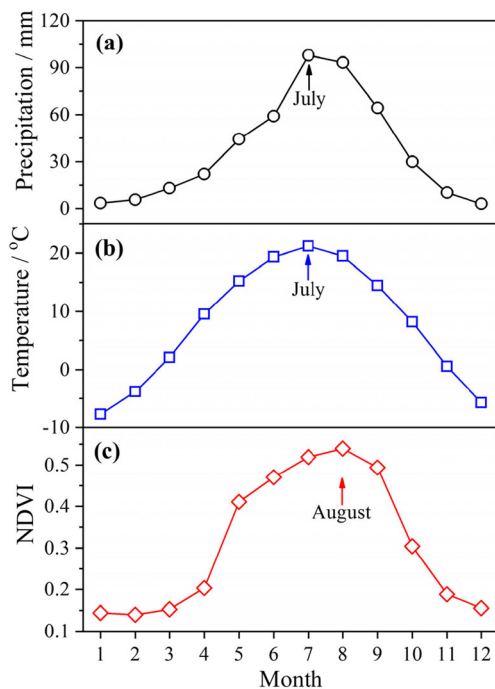 (a)
Precipitation / mm
120
90
60
30
0
July
(b)
Temperature / °C
20
10
0
-10
July
(c)
NDVI
0.5
0.4
0.3
0.2
0.1
August
1 2 3 4 5 6 7 8 9 10 11 12
Month